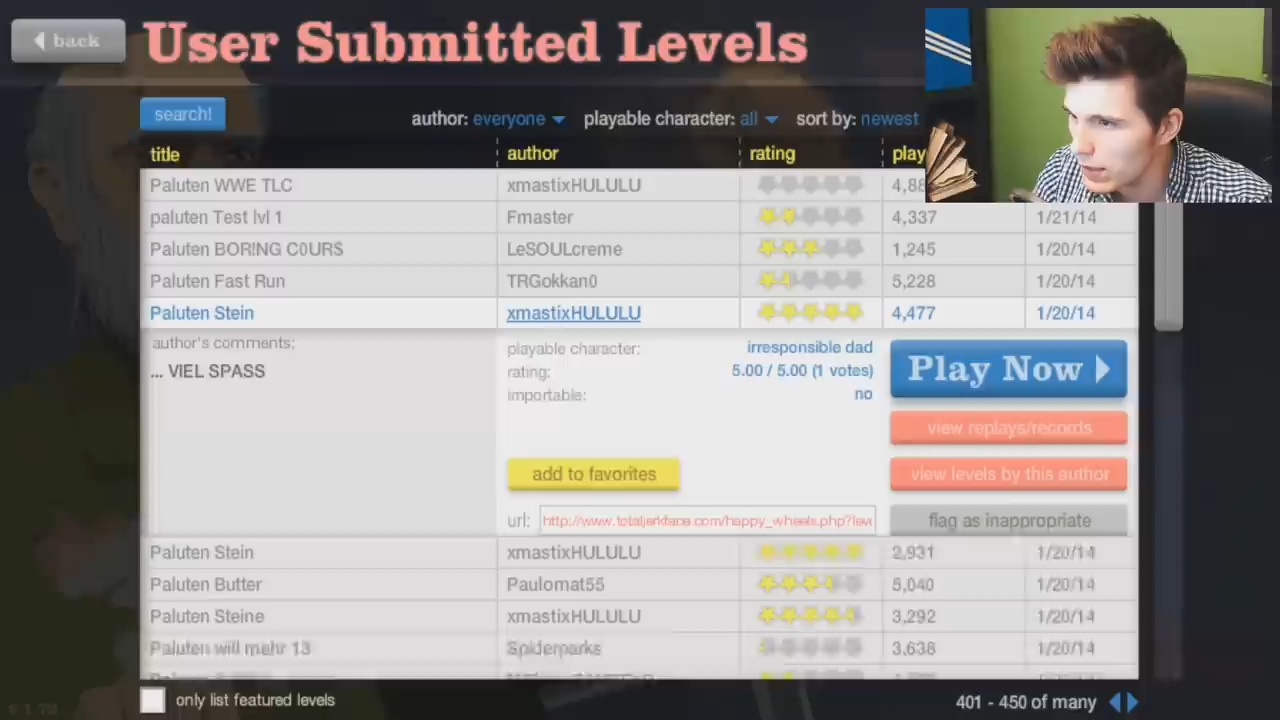 back
User Submitted Levels
search!
author: everyone playable character: all sort by: newest
title author rating play
Paluten WWE TLC xmastixHULULU 4,88
paluten Test lvl 1 Fmaster 4,337 1/21/14
Paluten BOR!NG C0URS LeSOULcreme 1,245 1/20/14
Paluten Fast Run TRGokkan0 5,228 1/20/14
Paluten Stein xmastixHULULU 4,477 1/20/14
author's comments:
... VIEL SPASS
playable character: irresponsible dad
rating: 5.00 / 5.00 (1 votes)
importable: no
add to favorites
url: http://www.totaljerkface.com/happy_wheels.php?lev
Play Now
view replays/records
view levels by this author
flag as inappropriate
Paluten Stein xmastixHULULU 2,931 1/20/14
Paluten Butter Paulomat55 5,040 1/20/14
Paluten Steine xmastixHULULU 3,292 1/20/14
Paluten will mehr 13 Spiderparks 3,638 1/20/14
only list featured levels
401 - 450 of many